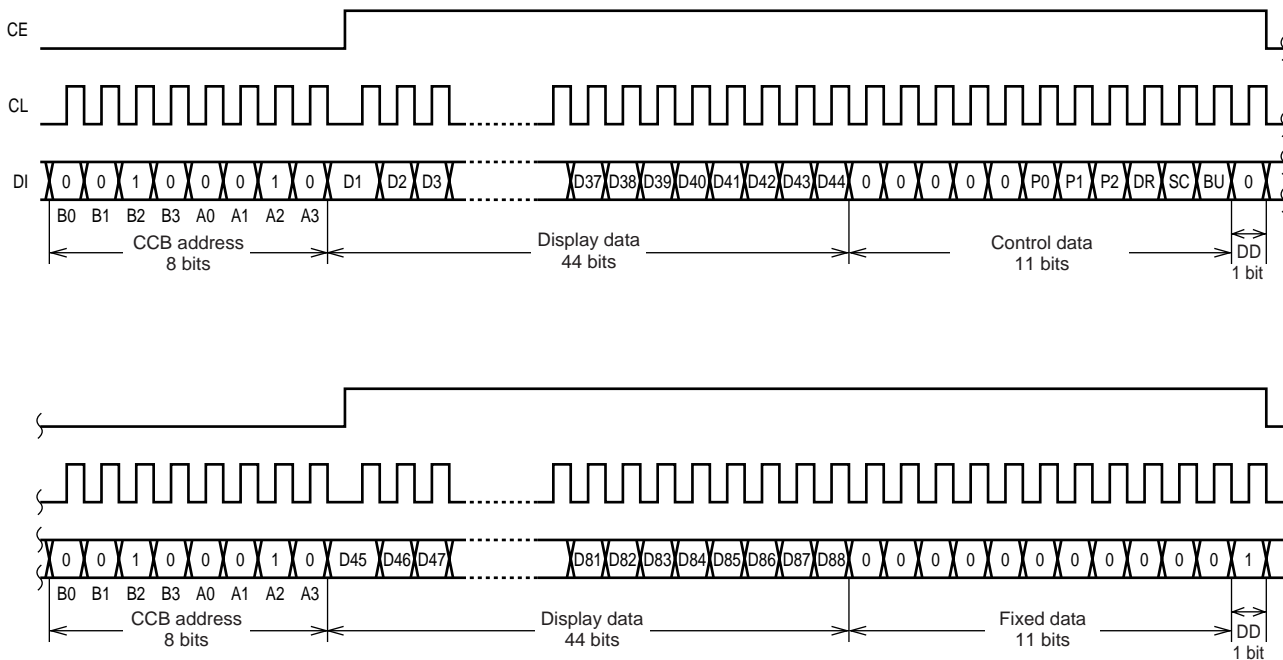 CE
CL
DI 0 0 1 0 0 0 1 0 D1 D2 D3 D37 D38 D39 D40 D41 D42 D43 D44 0 0 0 0 0 P0 P1 P2 DR SC BU 0
B0 B1 B2 B3 A0 A1 A2 A3
CCB address Display data Control data DD
8 bits 44 bits 11 bits 1 bit
0 0 1 0 0 0 1 0 D45 D46 D47 D81 D82 D83 D84 D85 D86 D87 D88 0 0 0 0 0 0 0 0 0 0 0 1
B0 B1 B2 B3 A0 A1 A2 A3
CCB address Display data Fixed data DD
8 bits 44 bits 11 bits 1 bit